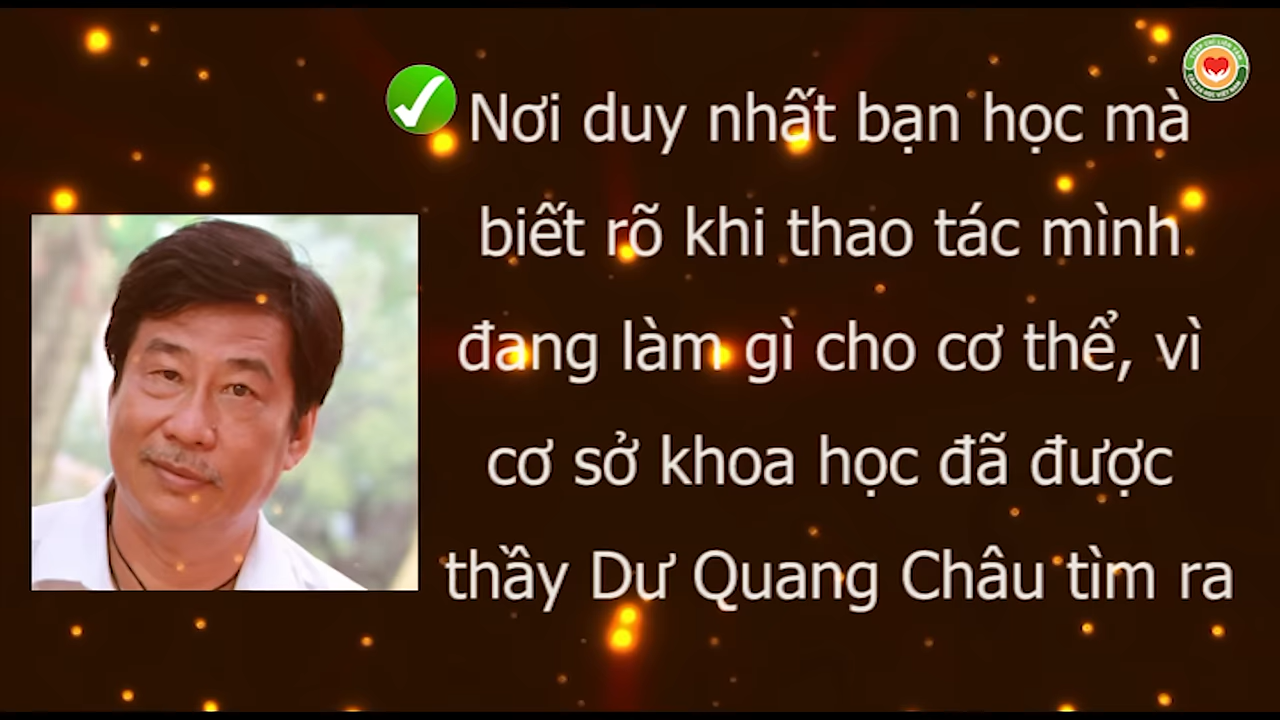 Nơi duy nhất bạn học mà
biết rõ khi thao tác mình
đang làm gì cho cơ thể, vì
cơ sở khoa học đã được
thầy Dư Quang Châu tìm ra